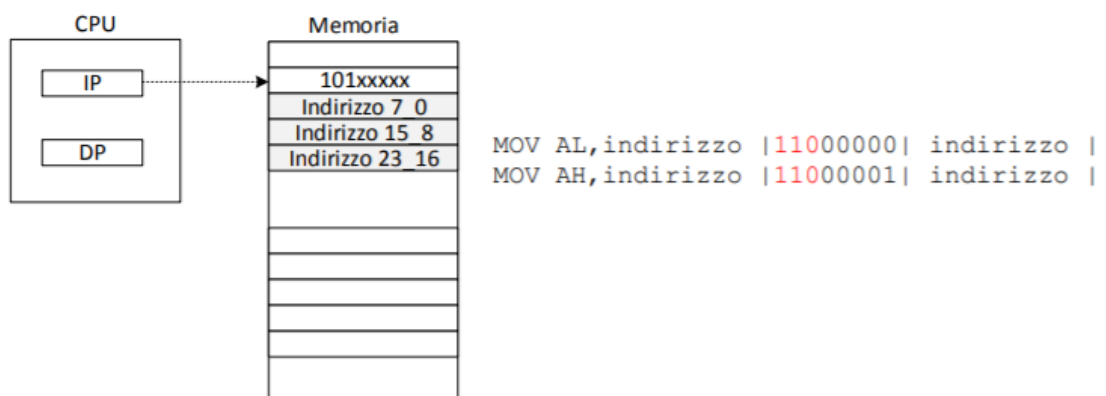 CPU
Memoria
IP
101xxxxx
Indirizzo 7_0
DP
Indirizzo 15_8
Indirizzo 23_16
MOV AL,indirizzo |11000000| indirizzo |
MOV AH,indirizzo |11000001| indirizzo |